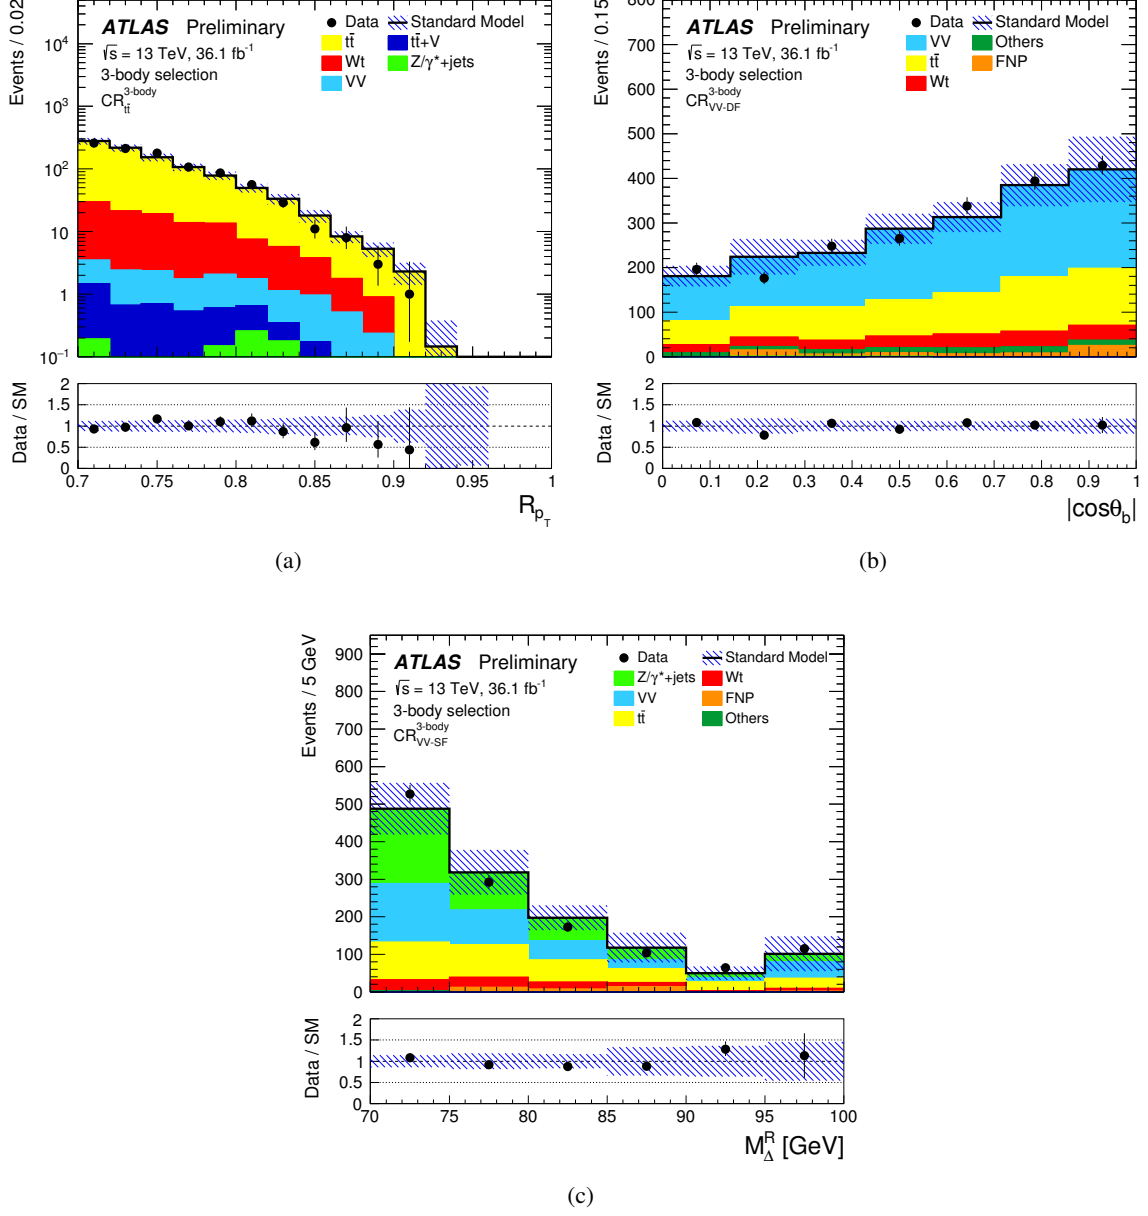 Events / 0.02
10⁴
10³
10²
10
1
10⁻¹
ATLAS Preliminary
√s = 13 TeV, 36.1 fb⁻¹
3-body selection
CR_{tt̄}^{3-body}
Data
Standard Model
tt̄
tt̄+V
Wt
Z/γ*+jets
VV
Data / SM
2
1.5
1
0.5
0
0.7 0.75 0.8 0.85 0.9 0.95 1
R_{p_T}
(a)
Events / 0.15
800
700
600
500
400
300
200
100
0
ATLAS Preliminary
√s = 13 TeV, 36.1 fb⁻¹
3-body selection
CR_{VV-DF}^{3-body}
Data
Standard Model
VV
Others
tt̄
FNP
Wt
Data / SM
2
1.5
1
0.5
0
0 0.1 0.2 0.3 0.4 0.5 0.6 0.7 0.8 0.9 1
|cosθ_b|
(b)
Events / 5 GeV
900
800
700
600
500
400
300
200
100
0
ATLAS Preliminary
√s = 13 TeV, 36.1 fb⁻¹
3-body selection
CR_{VV-SF}^{3-body}
Data
Standard Model
Z/γ*+jets
Wt
VV
FNP
tt̄
Others
Data / SM
2
1.5
1
0.5
0
70 75 80 85 90 95 100
M_Δ^R [GeV]
(c)